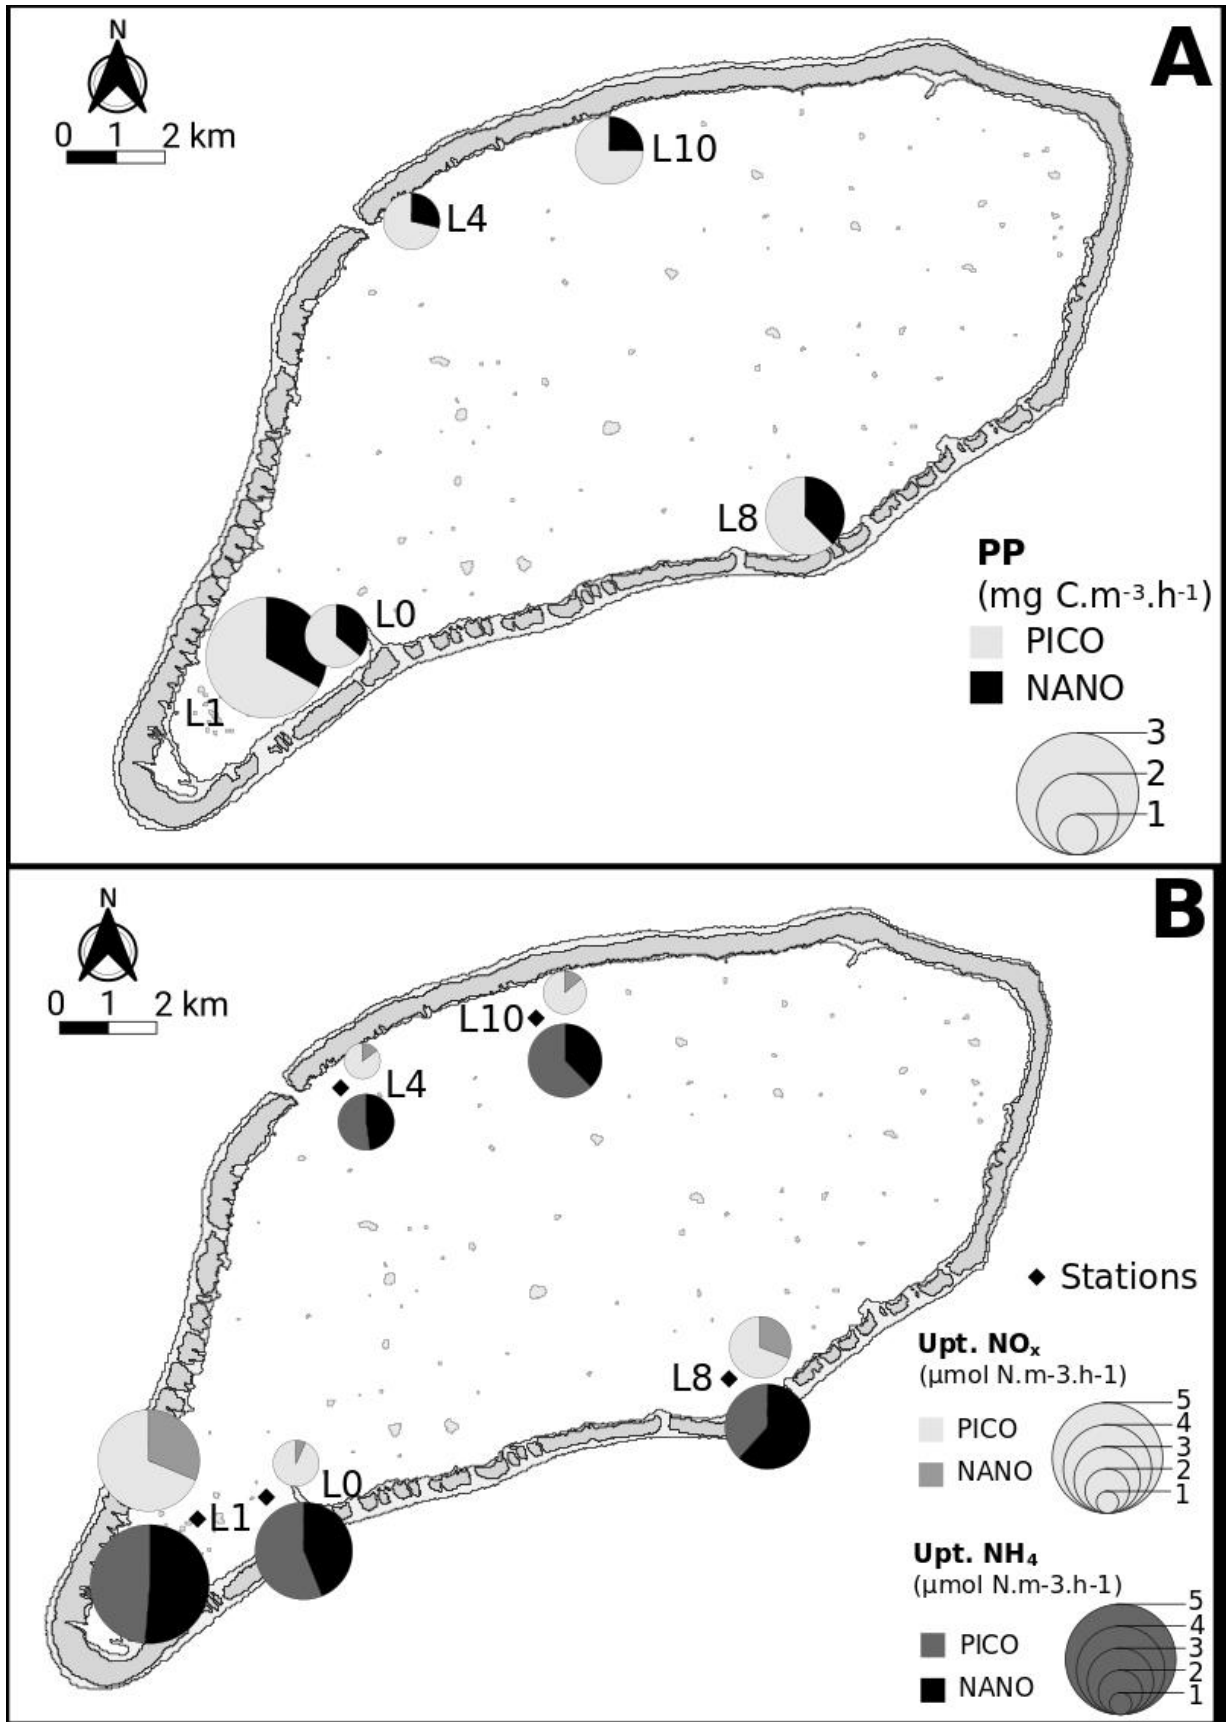 A
N
0 1 2 km
L10
L4
L8
L0
L1
PP
(mg C.m-3.h-1)
PICO
NANO
3
2
1
B
N
0 1 2 km
L10
L4
L8
L0
L1
Stations
Upt. NOx
(µmol N.m-3.h-1)
PICO
NANO
5
4
3
2
1
Upt. NH4
(µmol N.m-3.h-1)
PICO
NANO
5
4
3
2
1